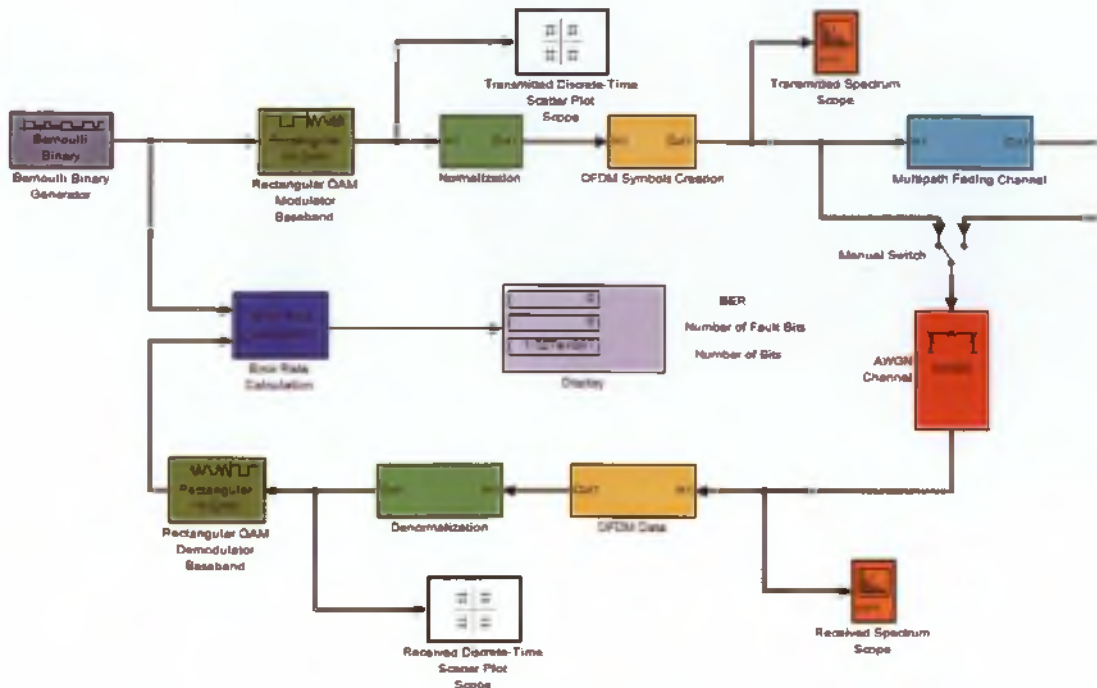 Transmitted Discrete-Time
Scatter Plot
Scope
Transmitted Spectrum
Scope
Bernoulli
Binary
Bernoulli Binary
Generator
Rectangular QAM
Modulator
Baseband
Normalization
OFDM Symbols Creation
Multipath Fading Channel
Manual Switch
BER
Number of Fault Bits
Number of Bits
Error Rate
Calculation
Display
AWGN
Channel
Rectangular
Rectangular QAM
Demodulator
Baseband
Denormalization
OFDM Data
Received Discrete-Time
Scatter Plot
Scope
Received Spectrum
Scope